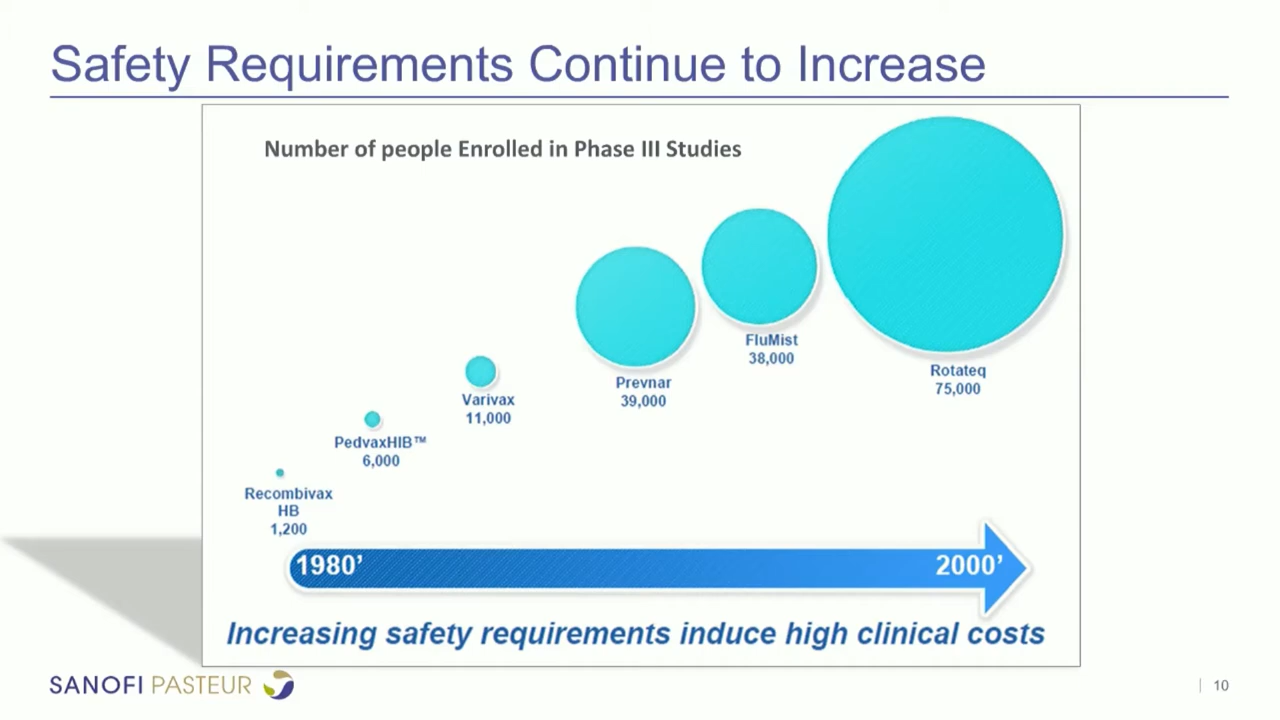 Safety Requirements Continue to Increase
Number of people Enrolled in Phase III Studies
Recombivax
HB
1,200
PedvaxHIB™
6,000
Varivax
11,000
Prevnar
39,000
FluMist
38,000
Rotateq
75,000
1980’
2000’
Increasing safety requirements induce high clinical costs
SANOFI PASTEUR
10